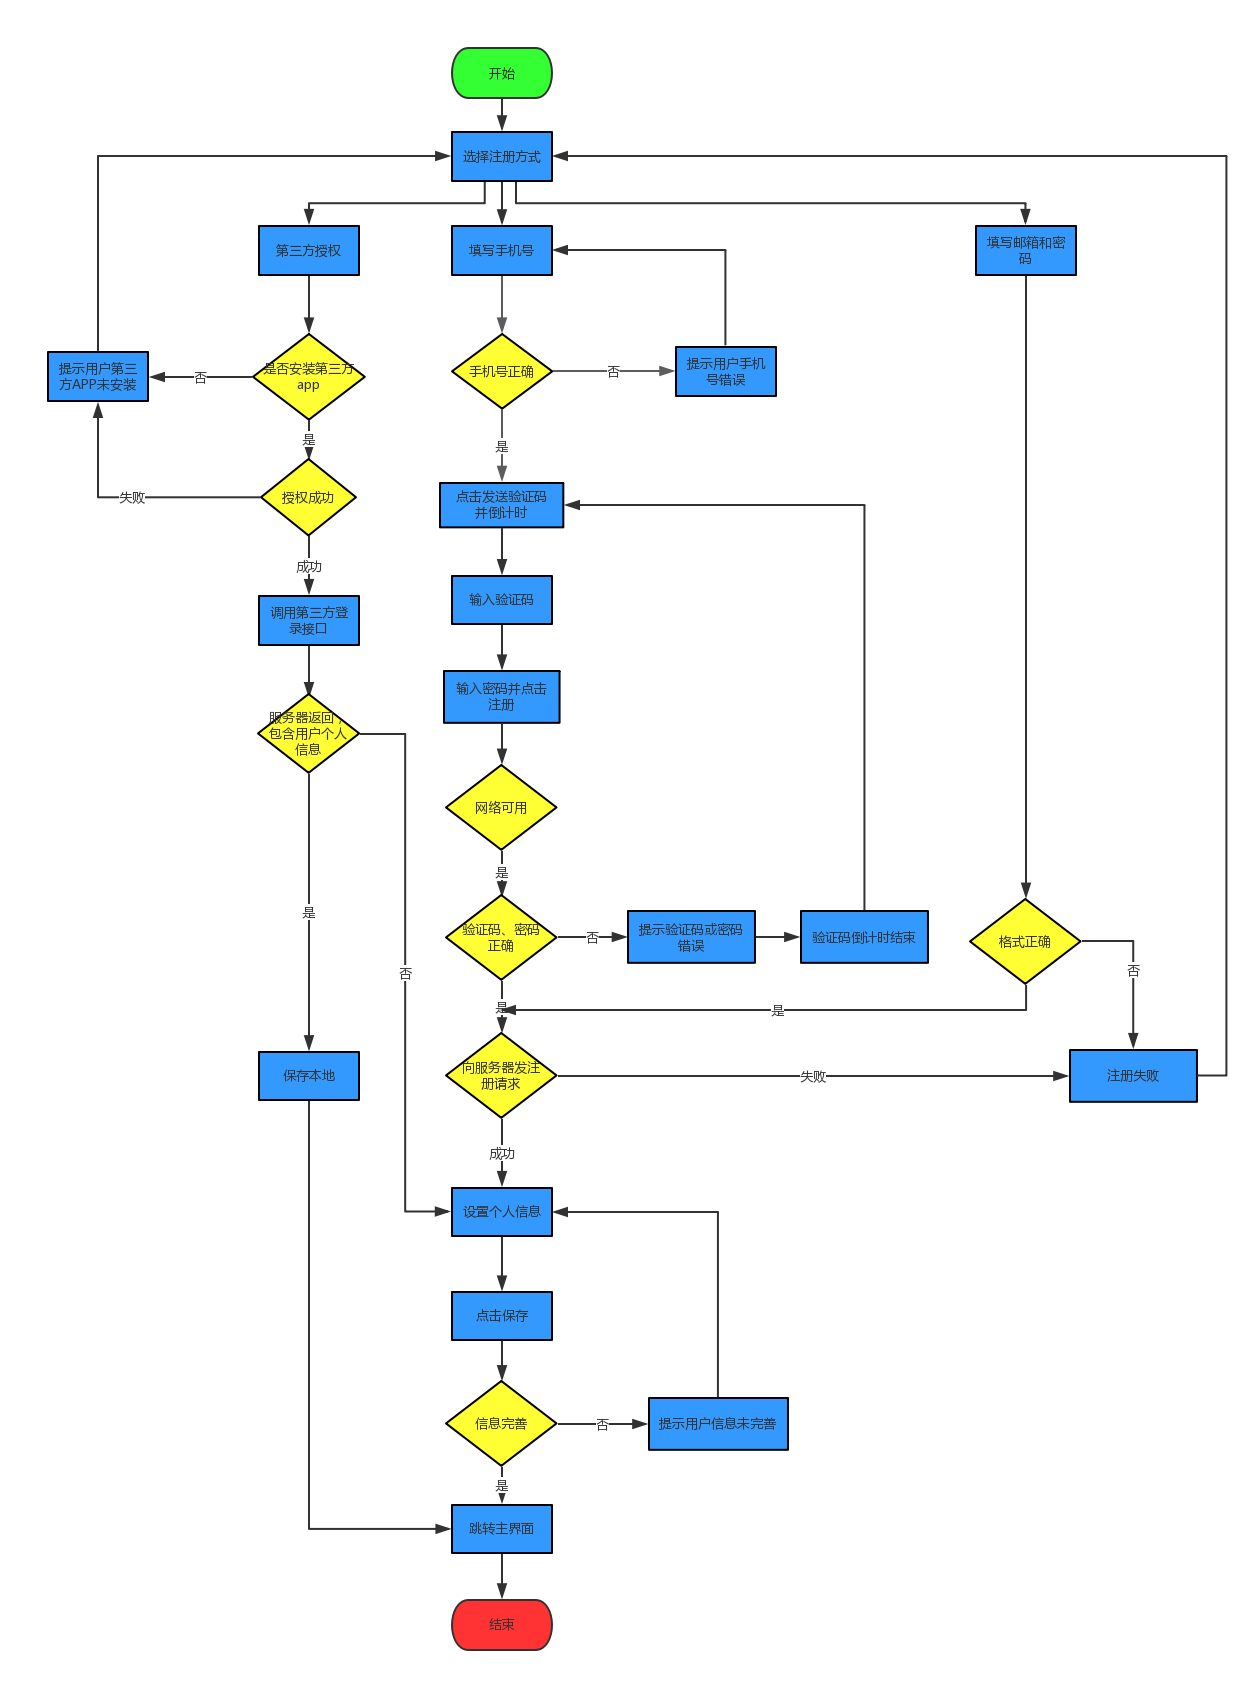 开始
选择注册方式
第三方授权
填写手机号
填写邮箱和密
码
是否安装第三方
app
否
提示用户第三
方APP未安装
手机号正确
否
提示用户手机
号错误
是
是
授权成功
失败
点击发送验证码
并倒计时
成功
输入验证码
调用第三方登
录接口
输入密码并点击
注册
服务器返回，
包含用户个人
信息
网络可用
是
是
验证码、密码
正确
否
提示验证码或密码
错误
验证码倒计时结束
格式正确
否
否
是
是
向服务器发注
册请求
失败
注册失败
保存本地
成功
设置个人信息
点击保存
信息完善
否
提示用户信息未完善
是
跳转主界面
结束